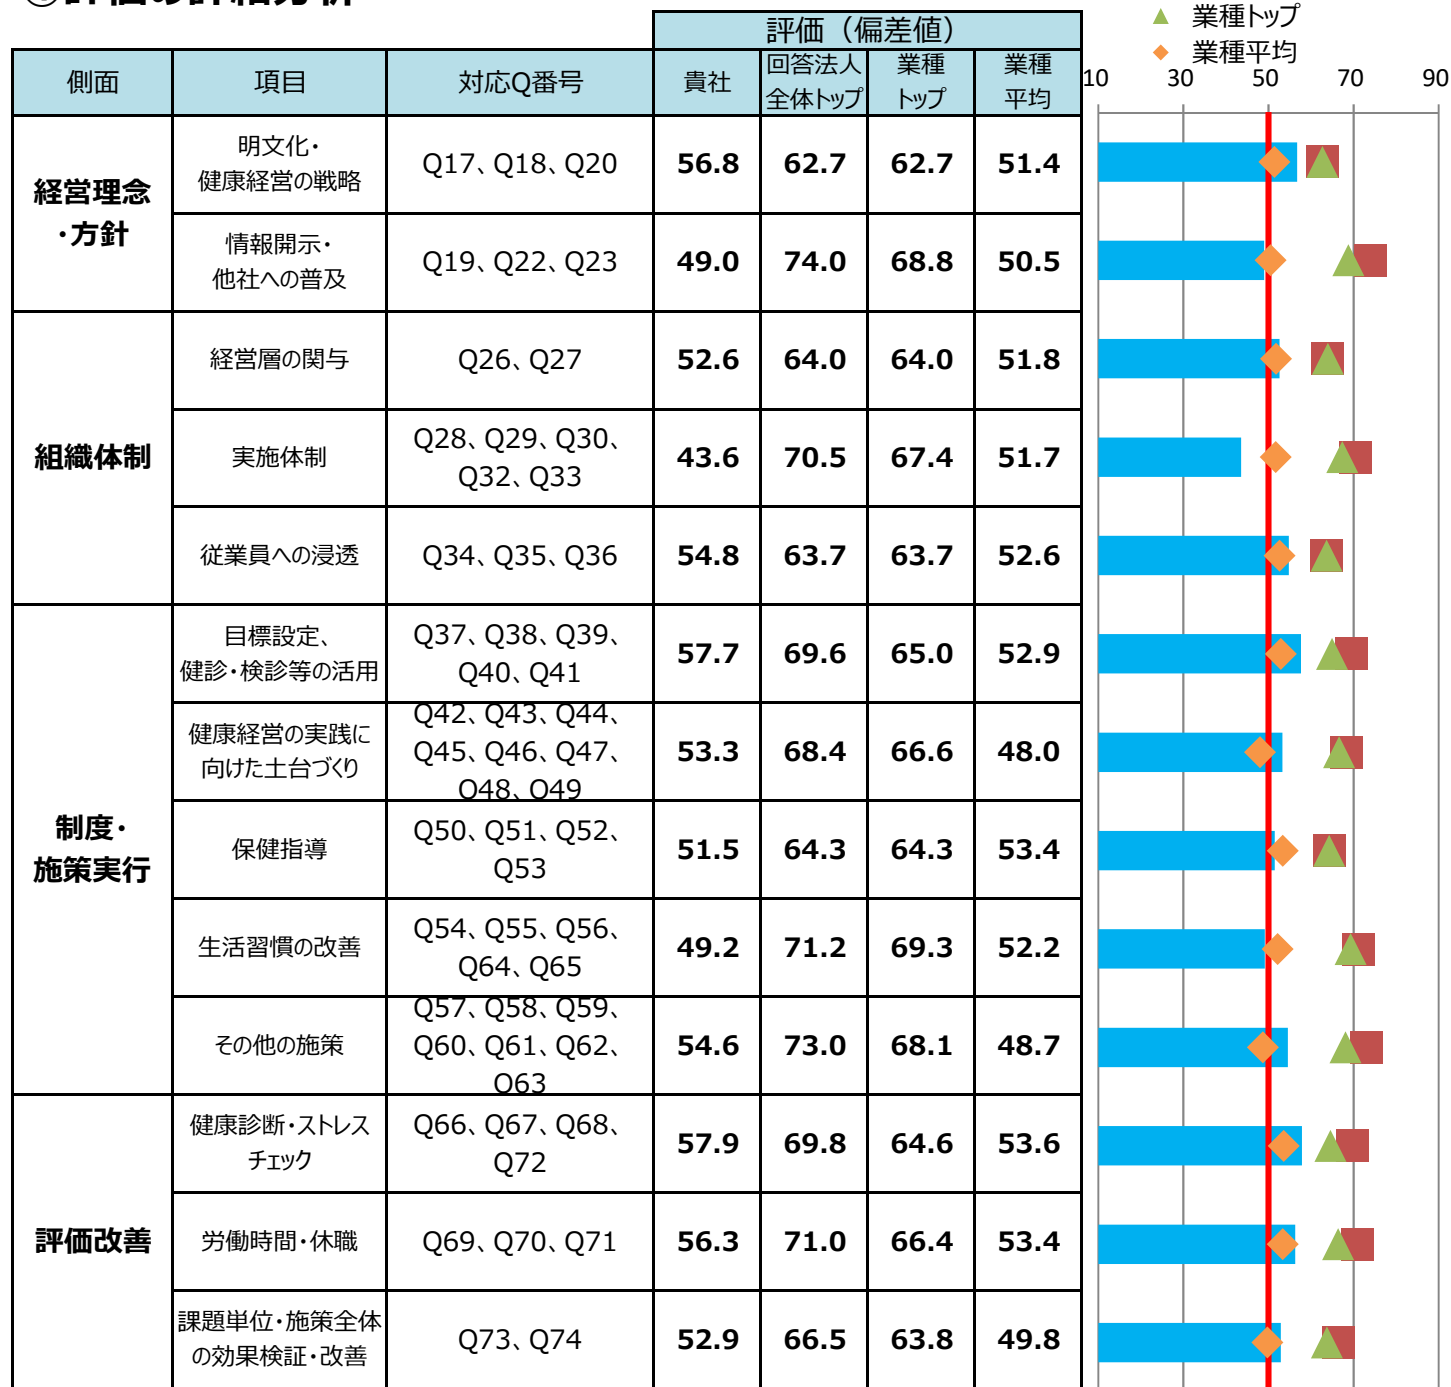 評価（偏差値）
側面 項目 対応Q番号 貴社 回答法人 業種 業種
全体トップ トップ 平均
▲ 業種トップ
◆ 業種平均
10 30 50 70 90
経営理念
・方針
明文化・
健康経営の戦略
Q17、Q18、Q20 56.8 62.7 62.7 51.4
情報開示・
他社への普及
Q19、Q22、Q23 49.0 74.0 68.8 50.5
組織体制
経営層の関与 Q26、Q27 52.6 64.0 64.0 51.8
実施体制
Q28、Q29、Q30、
Q32、Q33
43.6 70.5 67.4 51.7
従業員への浸透 Q34、Q35、Q36 54.8 63.7 63.7 52.6
制度・
施策実行
目標設定、
健診・検診等の活用
Q37、Q38、Q39、
Q40、Q41
57.7 69.6 65.0 52.9
健康経営の実践に
向けた土台づくり
Q42、Q43、Q44、
Q45、Q46、Q47、
Q48、Q49
53.3 68.4 66.6 48.0
保健指導
Q50、Q51、Q52、
Q53
51.5 64.3 64.3 53.4
生活習慣の改善
Q54、Q55、Q56、
Q64、Q65
49.2 71.2 69.3 52.2
その他の施策
Q57、Q58、Q59、
Q60、Q61、Q62、
Q63
54.6 73.0 68.1 48.7
評価改善
健康診断・ストレス
チェック
Q66、Q67、Q68、
Q72
57.9 69.8 64.6 53.6
労働時間・休職 Q69、Q70、Q71 56.3 71.0 66.4 53.4
課題単位・施策全体
の効果検証・改善
Q73、Q74 52.9 66.5 63.8 49.8